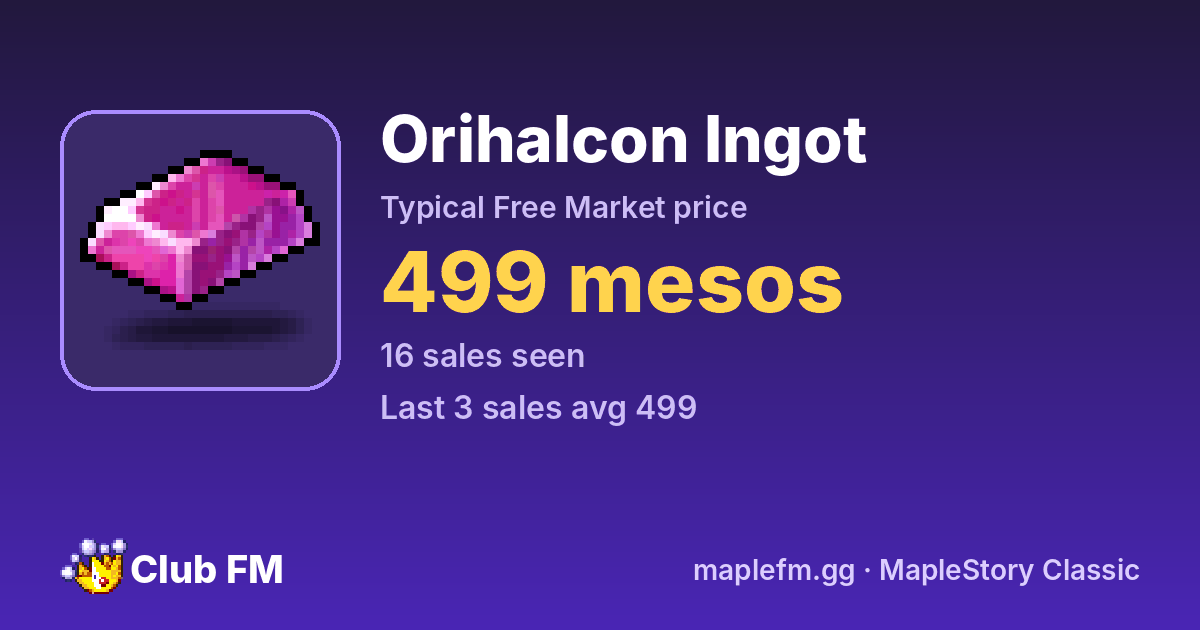 Orihalcon Ingot
Typical Free Market price
499 mesos
16 sales seen
Last 3 sales avg 499
Club FM
maplefm.gg · MapleStory Classic